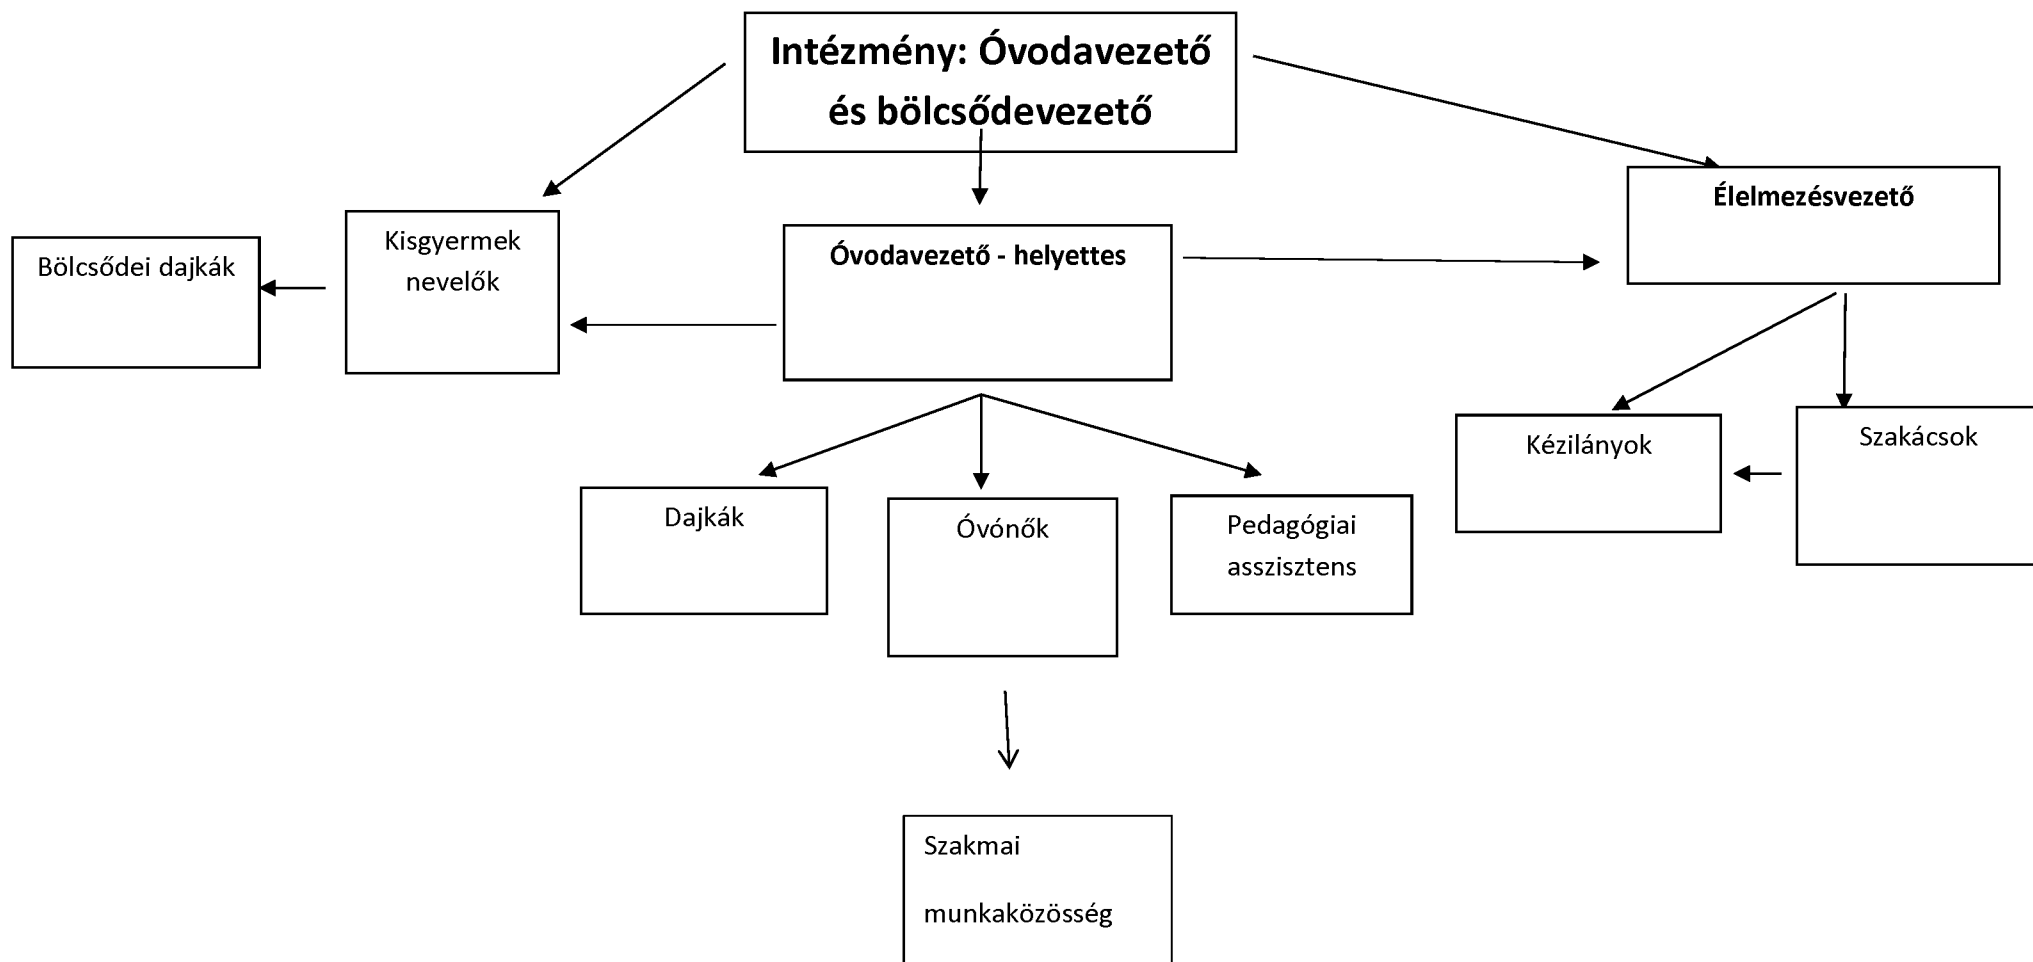 Intézmény: Óvodavezető
és bölcsődevezető
Élelmezésvezető
Bölcsődei dajkák
Kisgyermek
nevelők
Óvodavezető - helyettes
Kézilányok
Szakácsok
Dajkák
Óvónők
Pedagógiai
asszisztens
Szakmai
munkaközösség